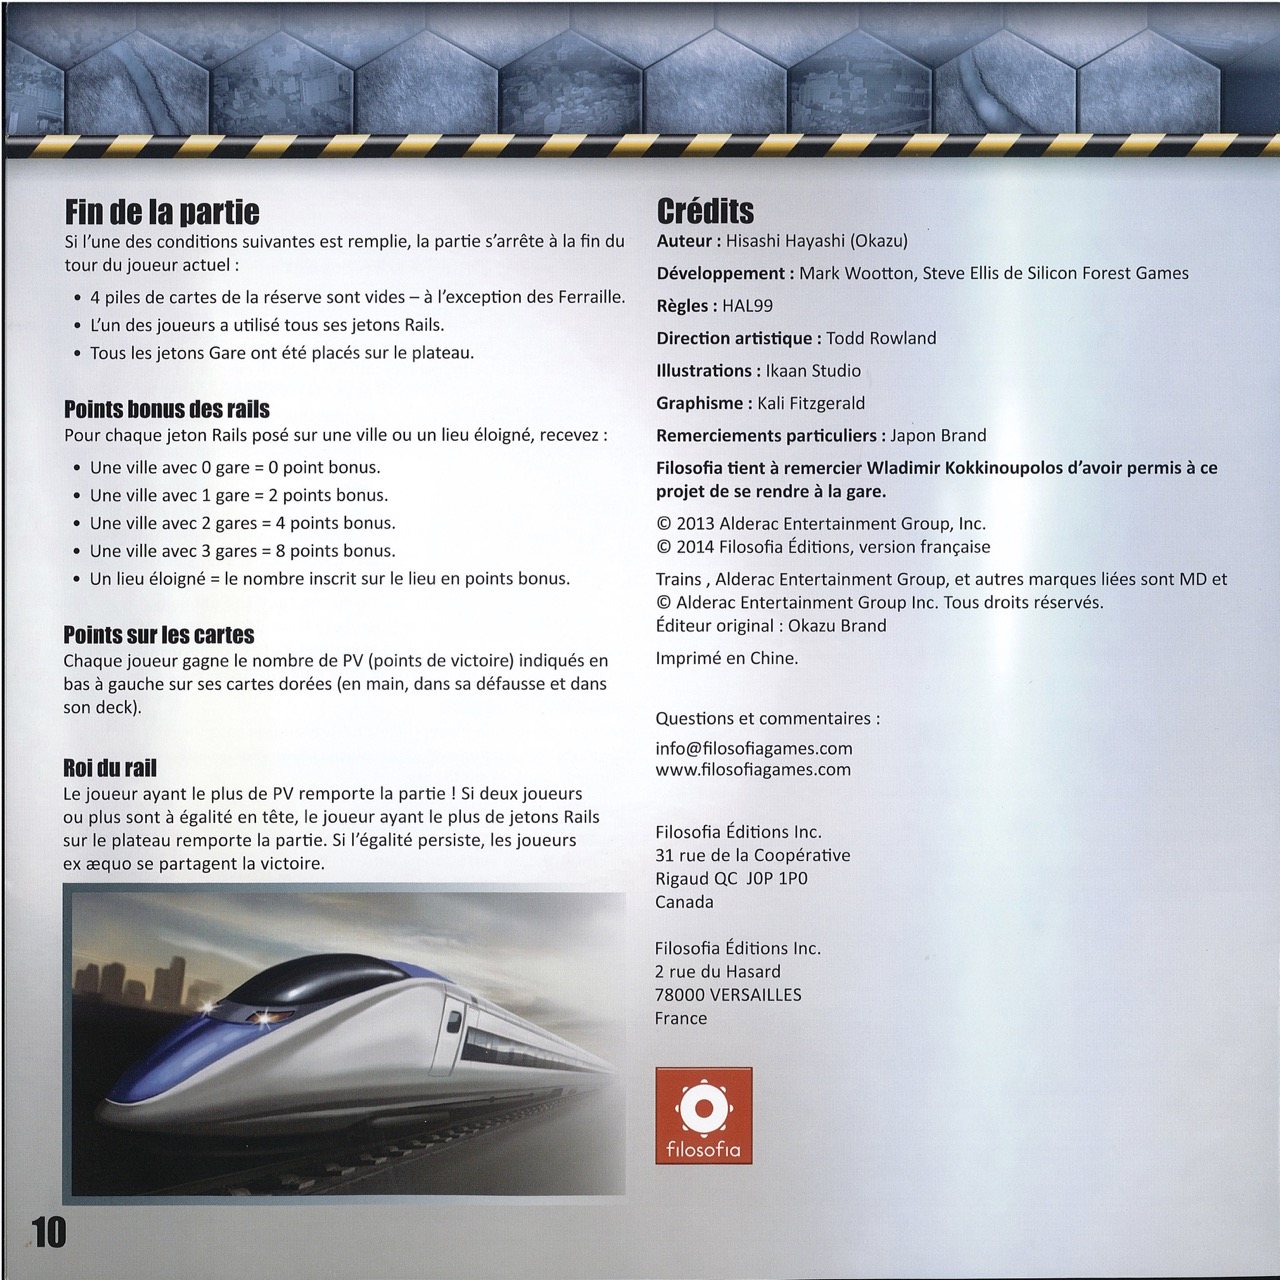 Fin de la partie
Si l’une des conditions suivantes est remplie, la partie s’arrête à la fin du
tour du joueur actuel :
• 4 piles de cartes de la réserve sont vides – à l’exception des Ferraille.
• L’un des joueurs a utilisé tous ses jetons Rails.
• Tous les jetons Gare ont été placés sur le plateau.
Points bonus des rails
Pour chaque jeton Rails posé sur une ville ou un lieu éloigné, recevez :
• Une ville avec 0 gare = 0 point bonus.
• Une ville avec 1 gare = 2 points bonus.
• Une ville avec 2 gares = 4 points bonus.
• Une ville avec 3 gares = 8 points bonus.
• Un lieu éloigné = le nombre inscrit sur le lieu en points bonus.
Points sur les cartes
Chaque joueur gagne le nombre de PV (points de victoire) indiqués en
bas à gauche sur ses cartes dorées (en main, dans sa défausse et dans
son deck).
Roi du rail
Le joueur ayant le plus de PV remporte la partie ! Si deux joueurs
ou plus sont à égalité en tête, le joueur ayant le plus de jetons Rails
sur le plateau remporte la partie. Si l’égalité persiste, les joueurs
ex æquo se partagent la victoire.
10
Crédits
Auteur : Hisashi Hayashi (Okazu)
Développement : Mark Wootton, Steve Ellis de Silicon Forest Games
Règles : HAL99
Direction artistique : Todd Rowland
Illustrations : Ikaan Studio
Graphisme : Kali Fitzgerald
Remerciements particuliers : Japon Brand
Filosofia tient à remercier Wladimir Kokkinoupolos d’avoir permis à ce
projet de se rendre à la gare.
© 2013 Alderac Entertainment Group, Inc.
© 2014 Filosofia Éditions, version française
Trains , Alderac Entertainment Group, et autres marques liées sont MD et
© Alderac Entertainment Group Inc. Tous droits réservés.
Éditeur original : Okazu Brand
Imprimé en Chine.
Questions et commentaires :
info@filosofiagames.com
www.filosofiagames.com
Filosofia Éditions Inc.
31 rue de la Coopérative
Rigaud QC J0P 1P0
Canada
Filosofia Éditions Inc.
2 rue du Hasard
78000 VERSAILLES
France
filosofia